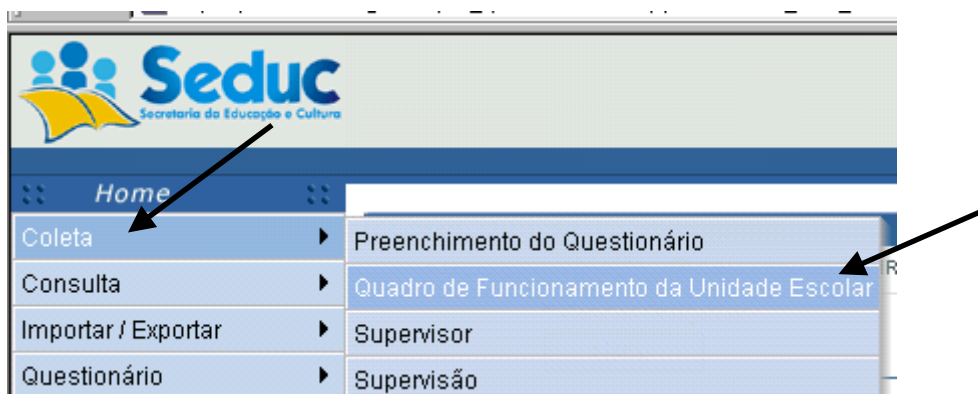 Seduc
Secretaria da Educação e Cultura
Home
Coleta
Preenchimento do Questionário
Consulta
Quadro de Funcionamento da Unidade Escolar
R
Importar / Exportar
Supervisor
Questionário
Supervisão